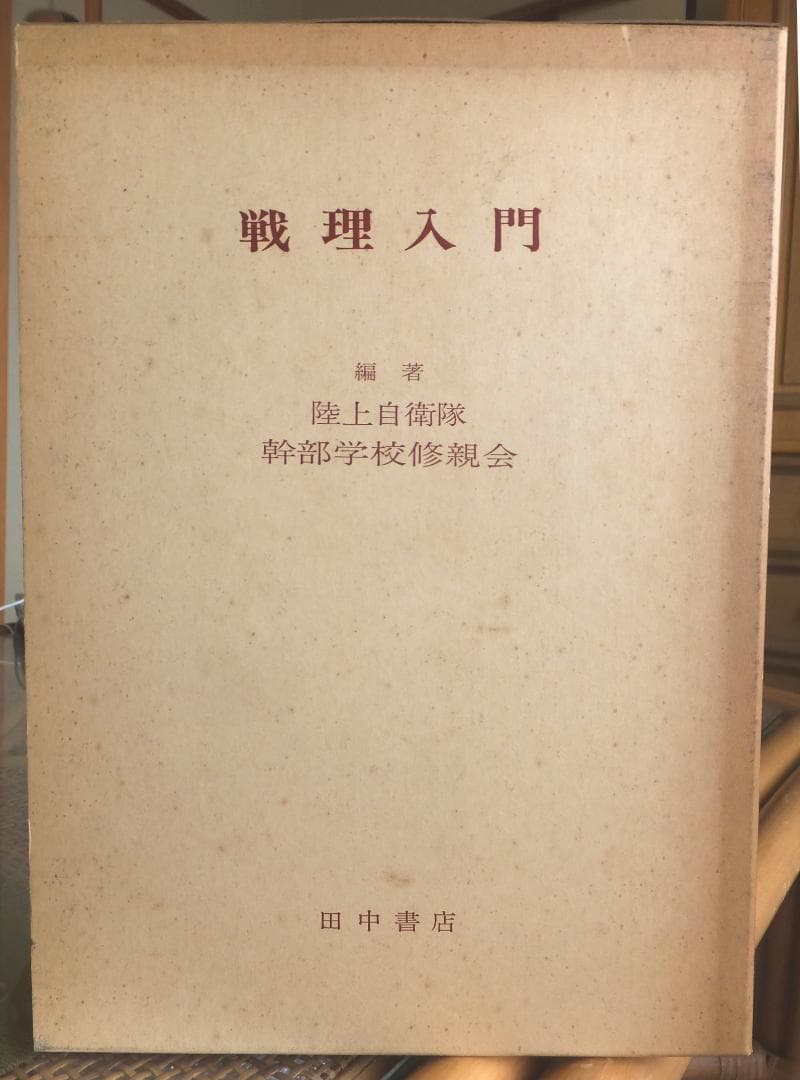 戦理入門
編著
陸上自衛隊
幹部学校修親会
田中書店